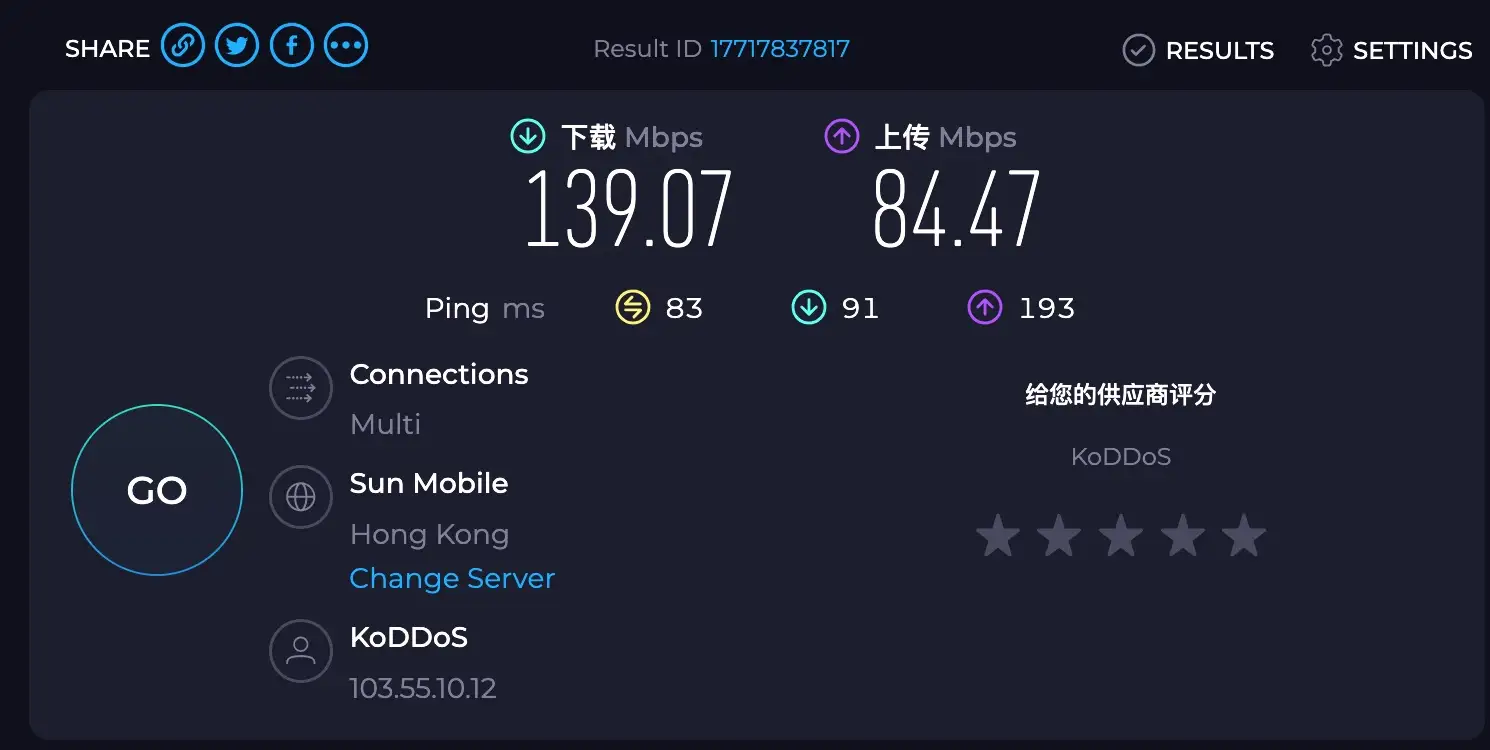 SHARE
Result ID 17717837817
RESULTS
SETTINGS
下载 Mbps
139.07
上传 Mbps
84.47
Ping ms 83 91 193
Connections
Multi
GO
Sun Mobile
Hong Kong
Change Server
KoDDoS
103.55.10.12
给您的供应商评分
KoDDoS